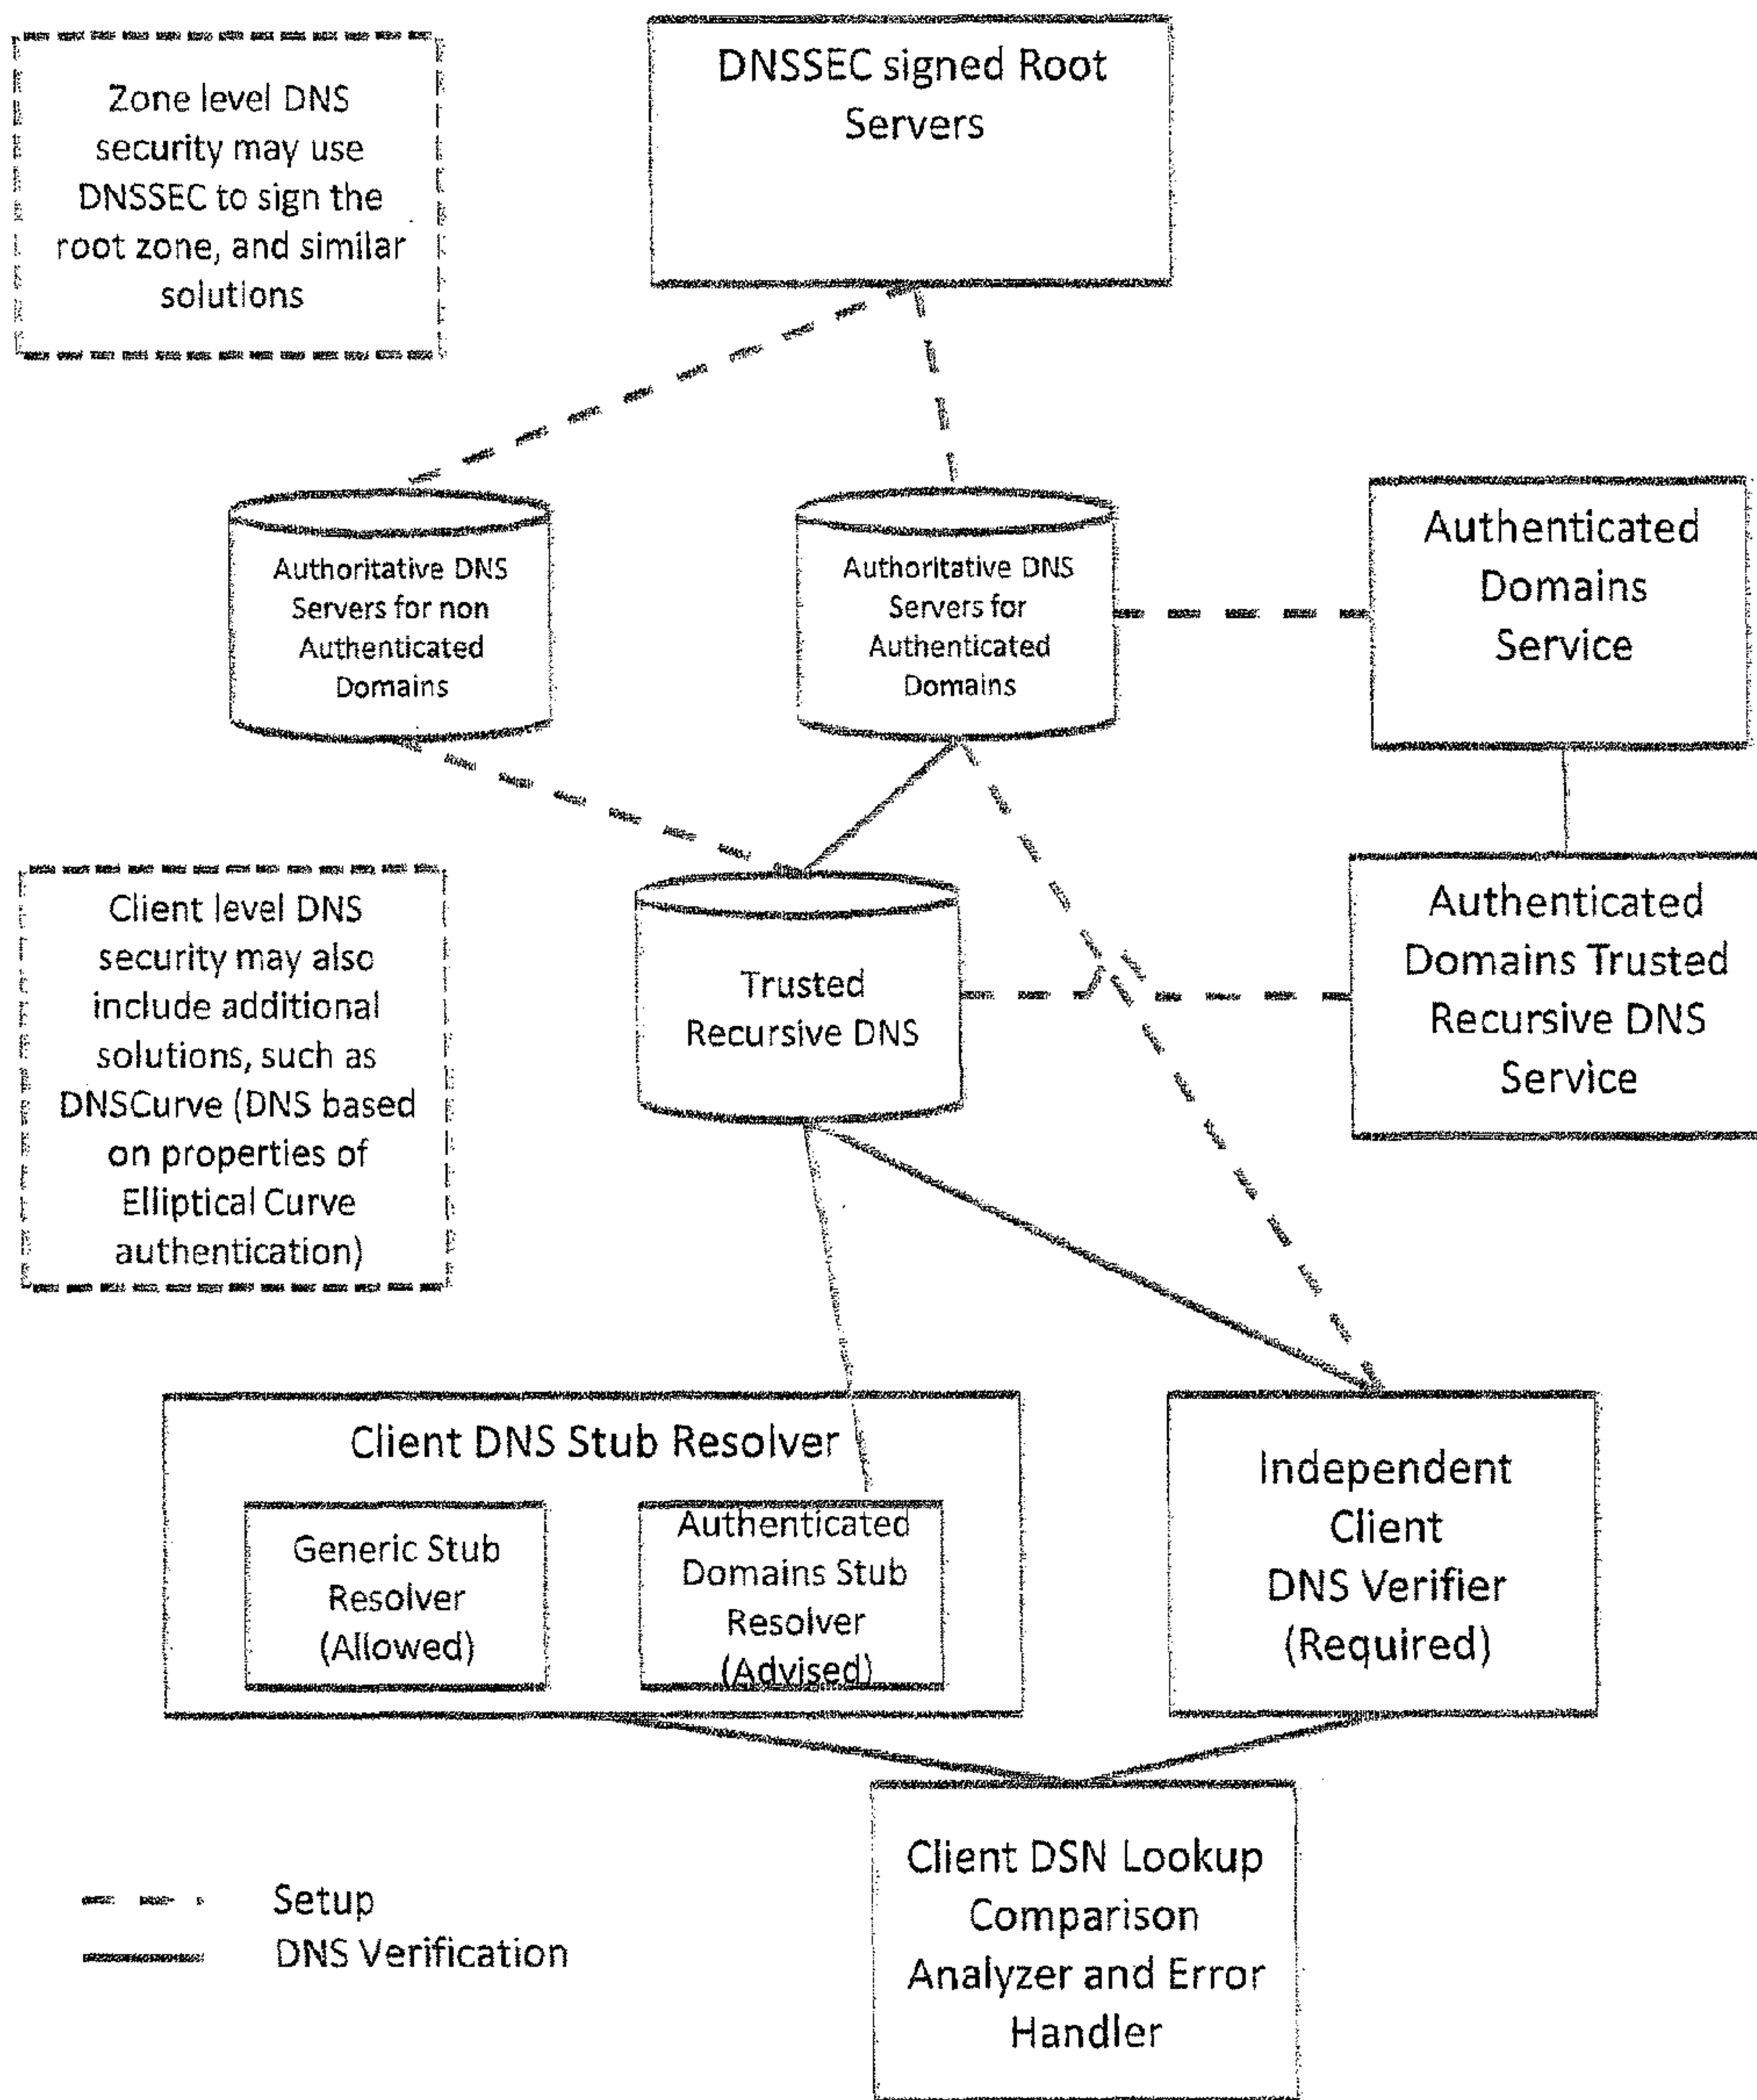 DNSSEC signed Root
Servers
Zone level DNS
security may use
DNSSEC to sign the
root zone, and similar
solutions
Authoritative DNS
Servers for non
Authenticated
Domains
Authoritative DNS
Servers for
Authenticated
Domains
Authenticated
Domains
Service
Client level DNS
security may also
include additional
solutions, such as
DNSCurve (DNS based
on properties of
Elliptical Curve
authentication)
Trusted
Recursive DNS
Authenticated
Domains Trusted
Recursive DNS
Service
Client DNS Stub Resolver
Generic Stub
Resolver
(Allowed)
Authenticated
Domains Stub
Resolver
(Advised)
Independent
Client
DNS Verifier
(Required)
Client DSN Lookup
Comparison
Analyzer and Error
Handler
Setup
DNS Verification